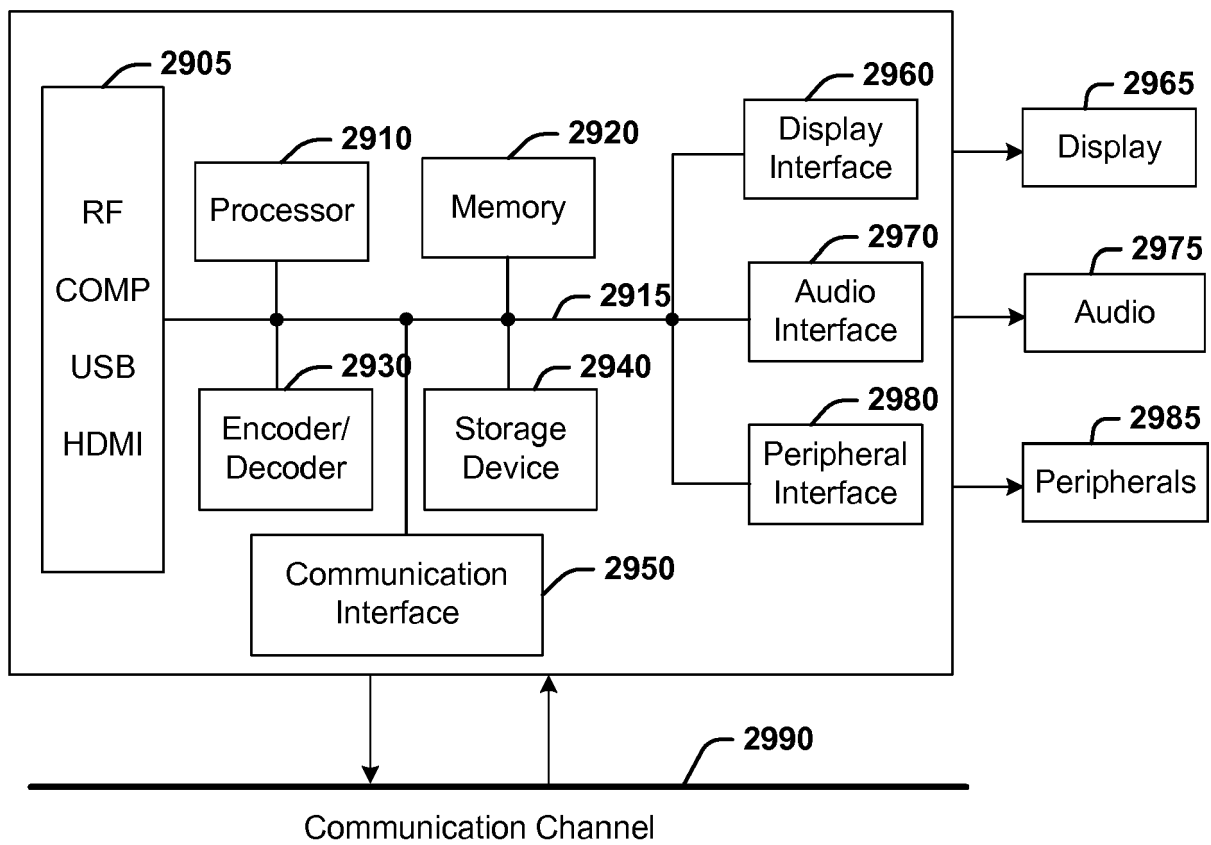 2905
RF
COMP
USB
HDMI
2910
Processor
2920
Memory
2915
2930
Encoder/
Decoder
2940
Storage
Device
2950
Communication
Interface
2960
Display
Interface
2970
Audio
Interface
2980
Peripheral
Interface
2965
Display
2975
Audio
2985
Peripherals
2990
Communication Channel